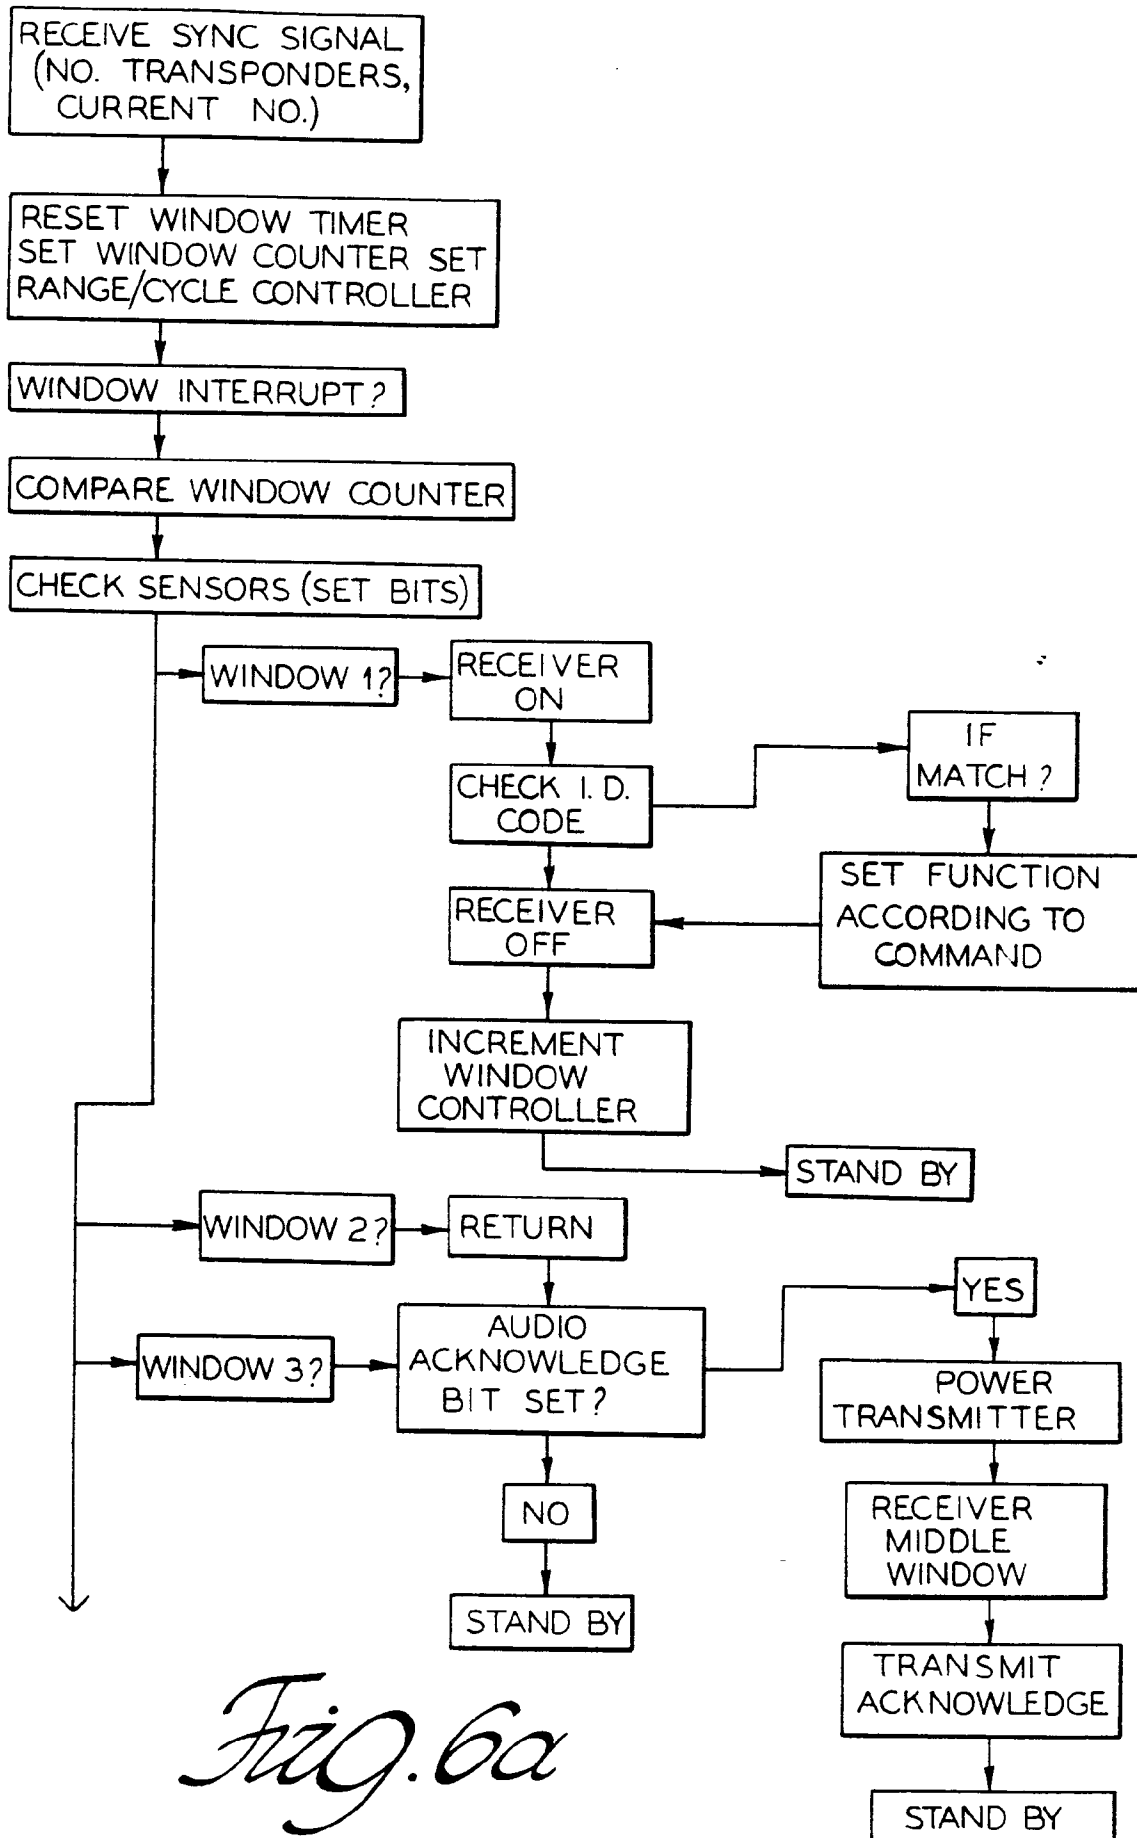 RECEIVE SYNC SIGNAL
(NO. TRANSPONDERS,
CURRENT NO.)
RESET WINDOW TIMER
SET WINDOW COUNTER SET
RANGE/CYCLE CONTROLLER
WINDOW INTERRUPT?
COMPARE WINDOW COUNTER
CHECK SENSORS (SET BITS)
WINDOW 1?
RECEIVER
ON
CHECK I.D.
CODE
IF
MATCH?
SET FUNCTION
ACCORDING TO
COMMAND
RECEIVER
OFF
INCREMENT
WINDOW
CONTROLLER
STAND BY
WINDOW 2?
RETURN
WINDOW 3?
AUDIO
ACKNOWLEDGE
BIT SET?
YES
POWER
TRANSMITTER
RECEIVER
MIDDLE
WINDOW
TRANSMIT
ACKNOWLEDGE
STAND BY
NO
STAND BY
Fig. 6a